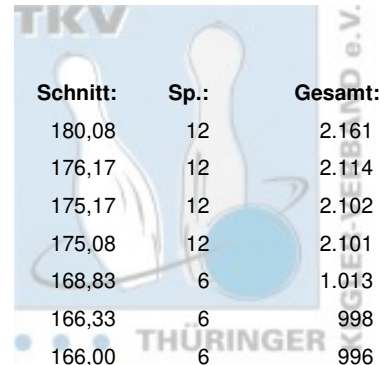 TKV
Schnitt: Sp.: Gesamt:
180,08 12 2.161
176,17 12 2.114
175,17 12 2.102
175,08 12 2.101
168,83 6 1.013
166,33 6 998
THÜRINGER
166,00 6 996
KEGLER-VERBAND e.V.